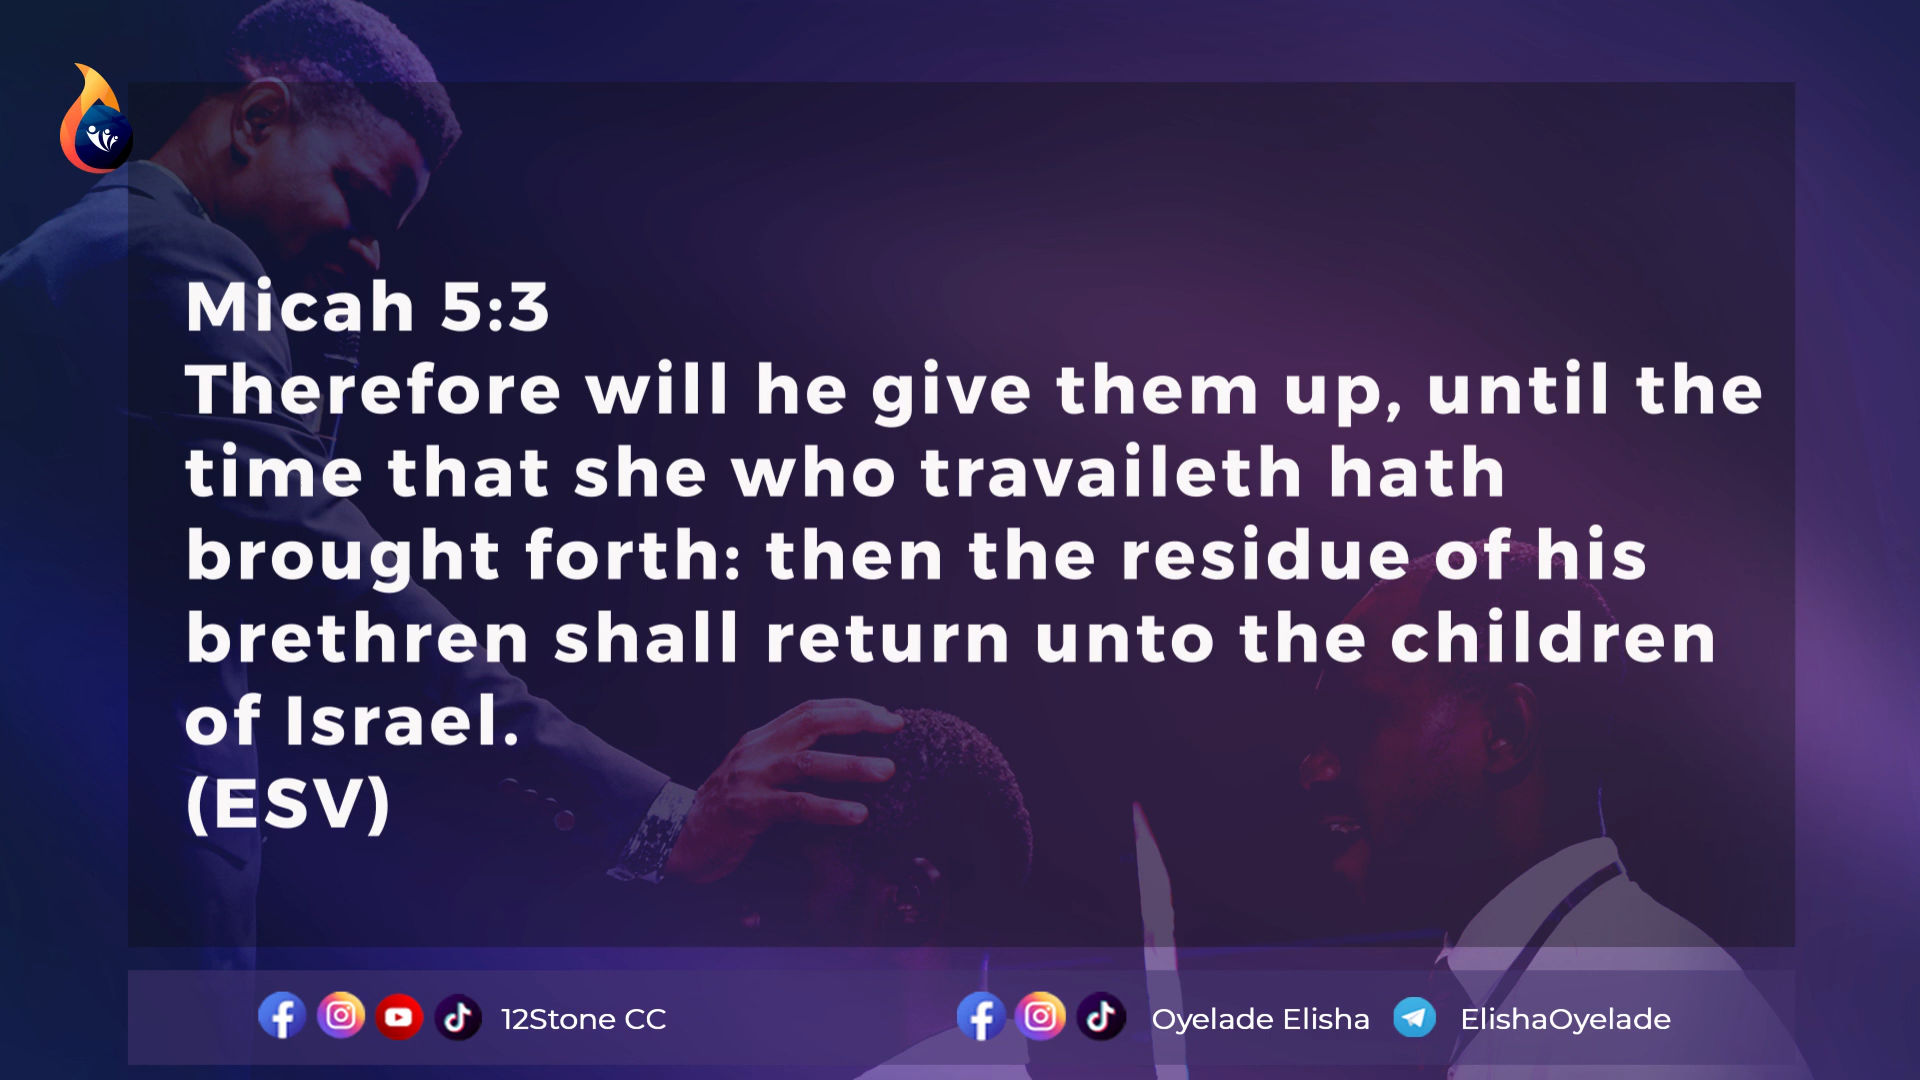 Micah 5:3
Therefore will he give them up, until the
time that she who travaileth hath
brought forth: then the residue of his
brethren shall return unto the children
of Israel.
(ESV)
12Stone CC
Oyelade Elisha
ElishaOyelade